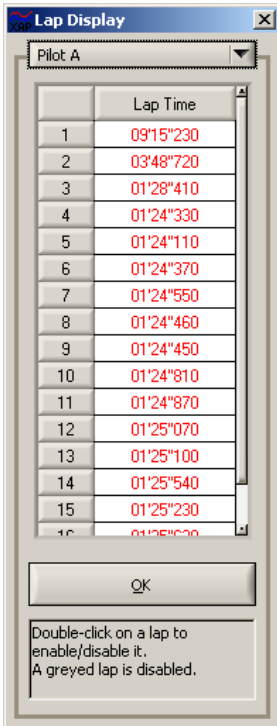 XAP Lap Display
Pilot A
Lap Time
1 09'15"230
2 03'48"720
3 01'28"410
4 01'24"330
5 01'24"110
6 01'24"370
7 01'24"550
8 01'24"460
9 01'24"450
10 01'24"810
11 01'24"870
12 01'25"070
13 01'25"100
14 01'25"540
15 01'25"230
OK
Double-click on a lap to
enable/disable it.
A greyed lap is disabled.